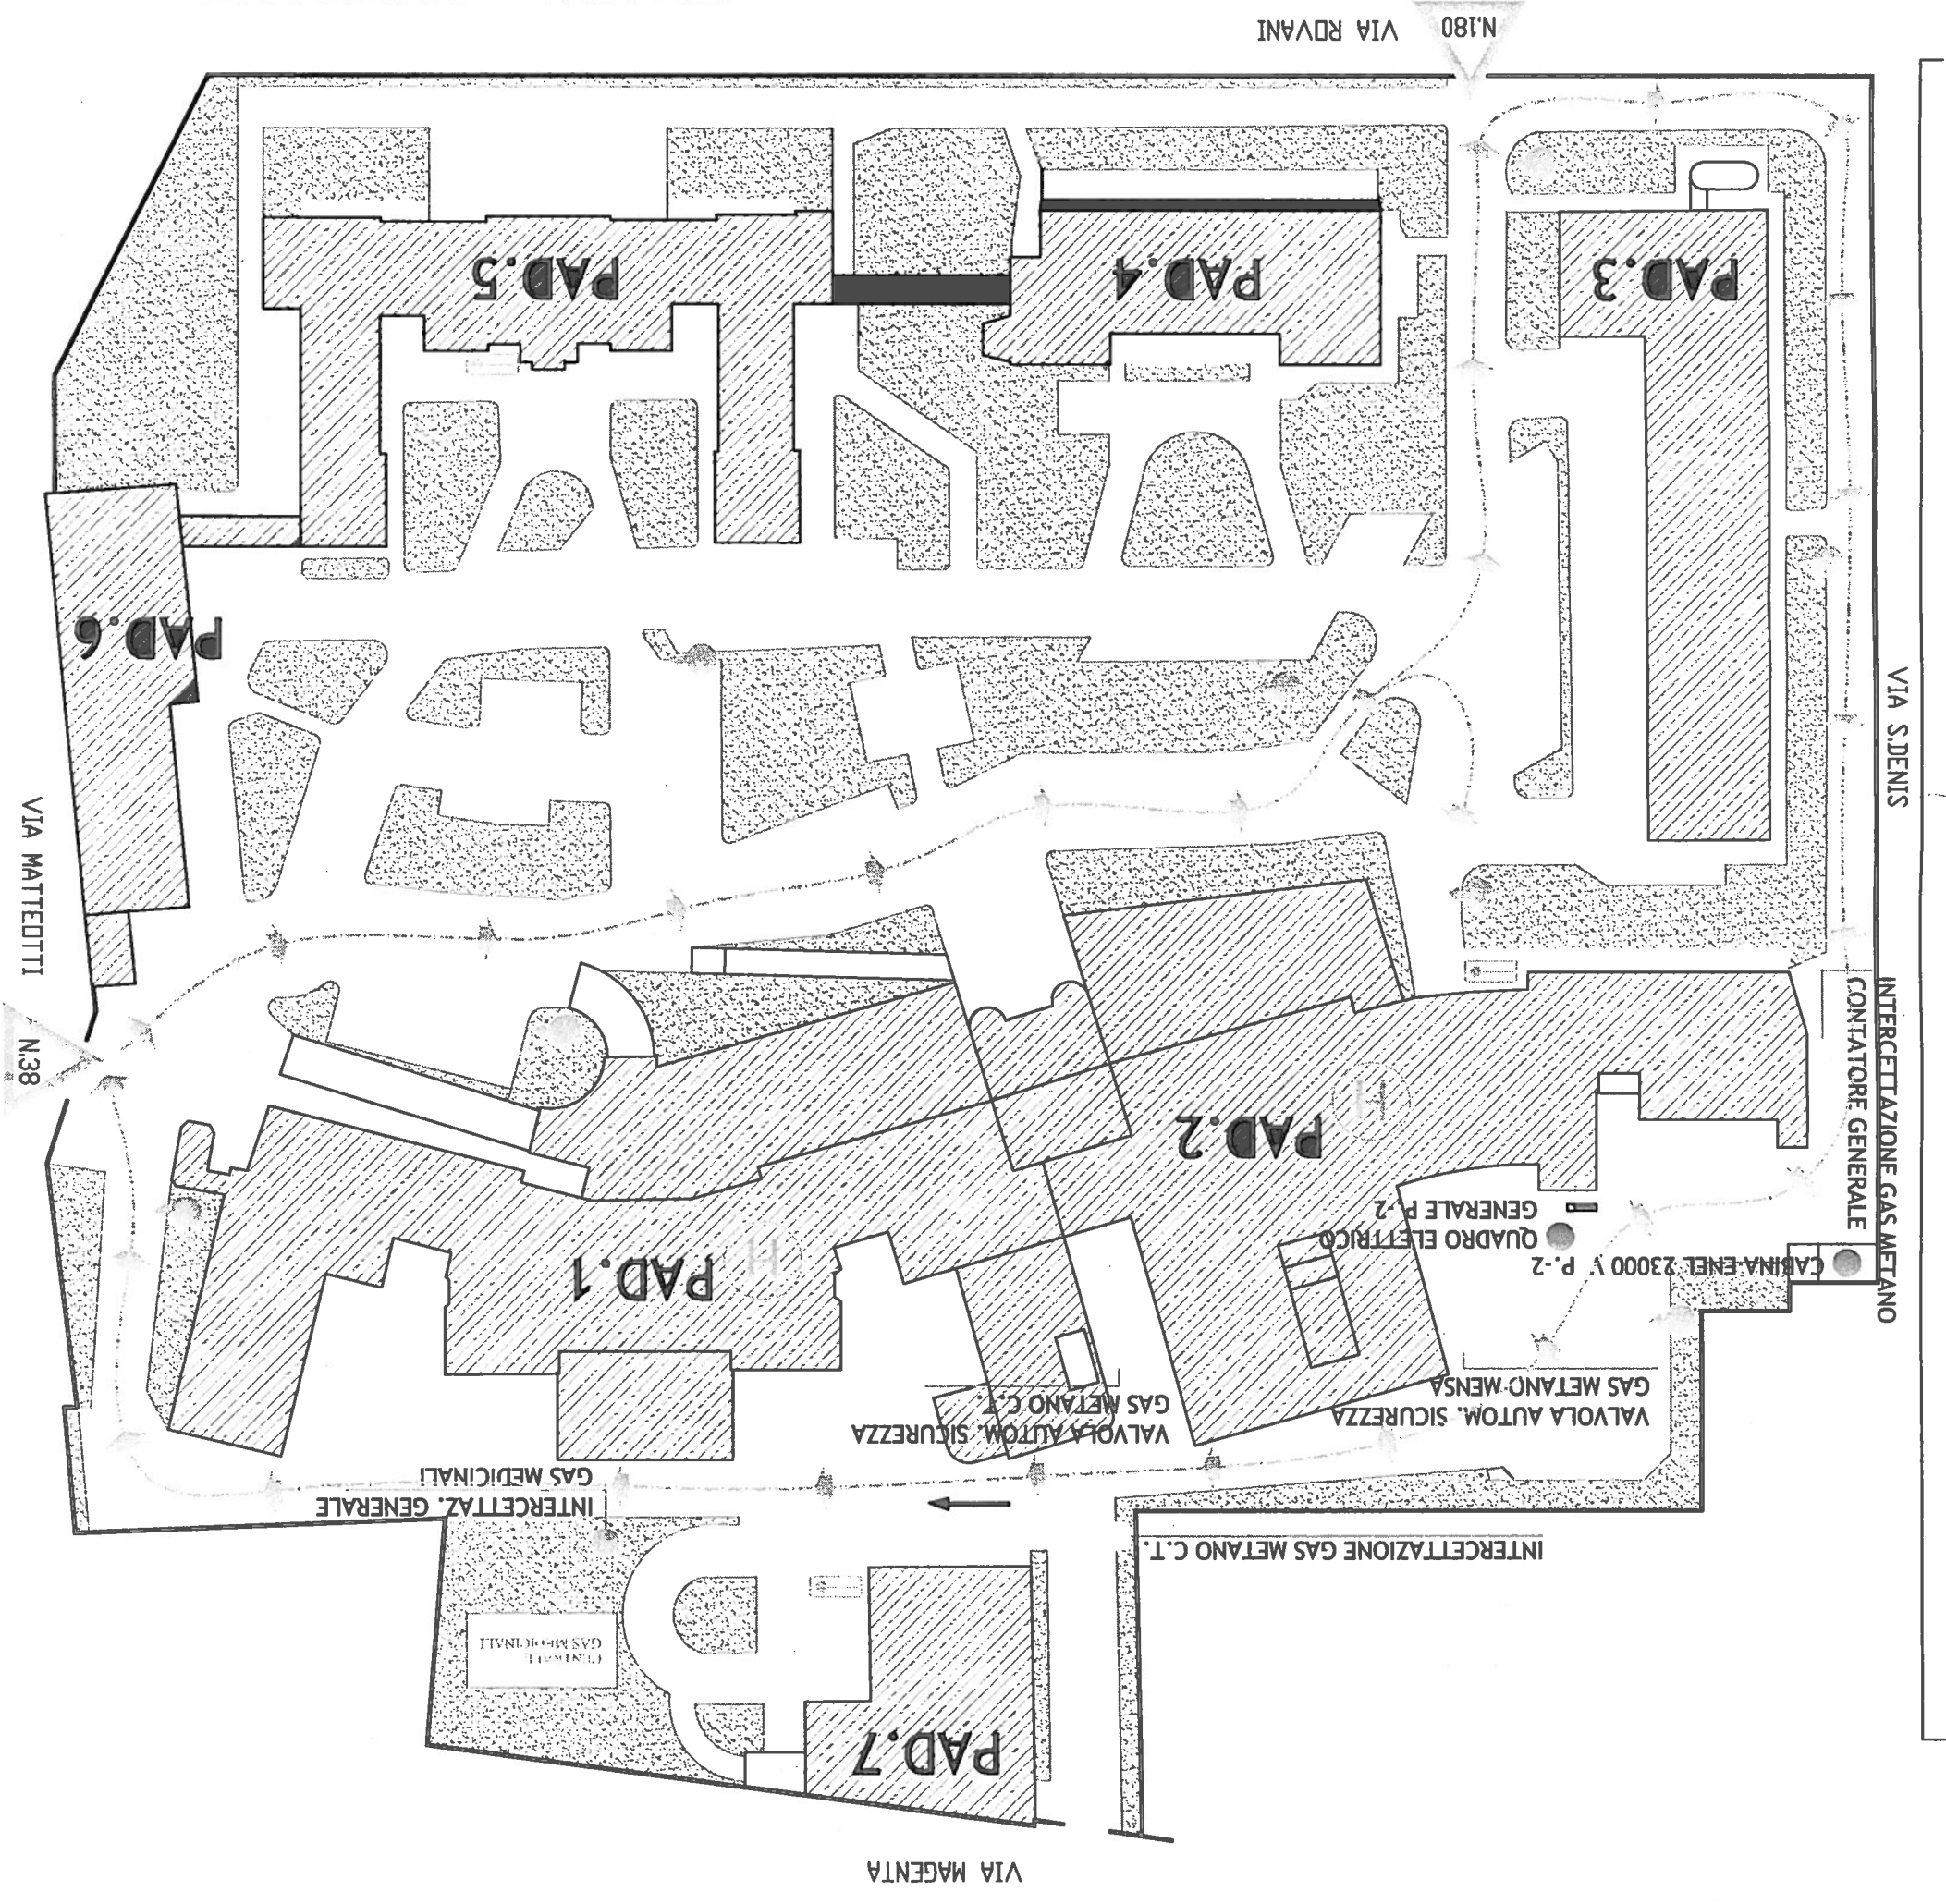 VIA MAGENTA
PAD.7
CENTRALE
GAS MEDICINALI
INTERCETTAZIONE GAS METANO C.T.
INTERCETTAZ. GENERALE
GAS MEDICINALI
VALVOLA AUTOM. SICUREZZA
GAS METANO C.T.
VALVOLA AUTOM. SICUREZZA
GAS METANO MENSA
CABINA ENEL 23000 V P.-2
QUADRO ELETTRICO
GENERALE P.-2
PAD.1
H
PAD.2
H
INTERCETTAZIONE GAS METANO
CONTATORE GENERALE
N.38
VIA MATTEOTTI
VIA S.DENIS
PAD.6
PAD.3
PAD.4
PAD.5
N.180
VIA ROVANI